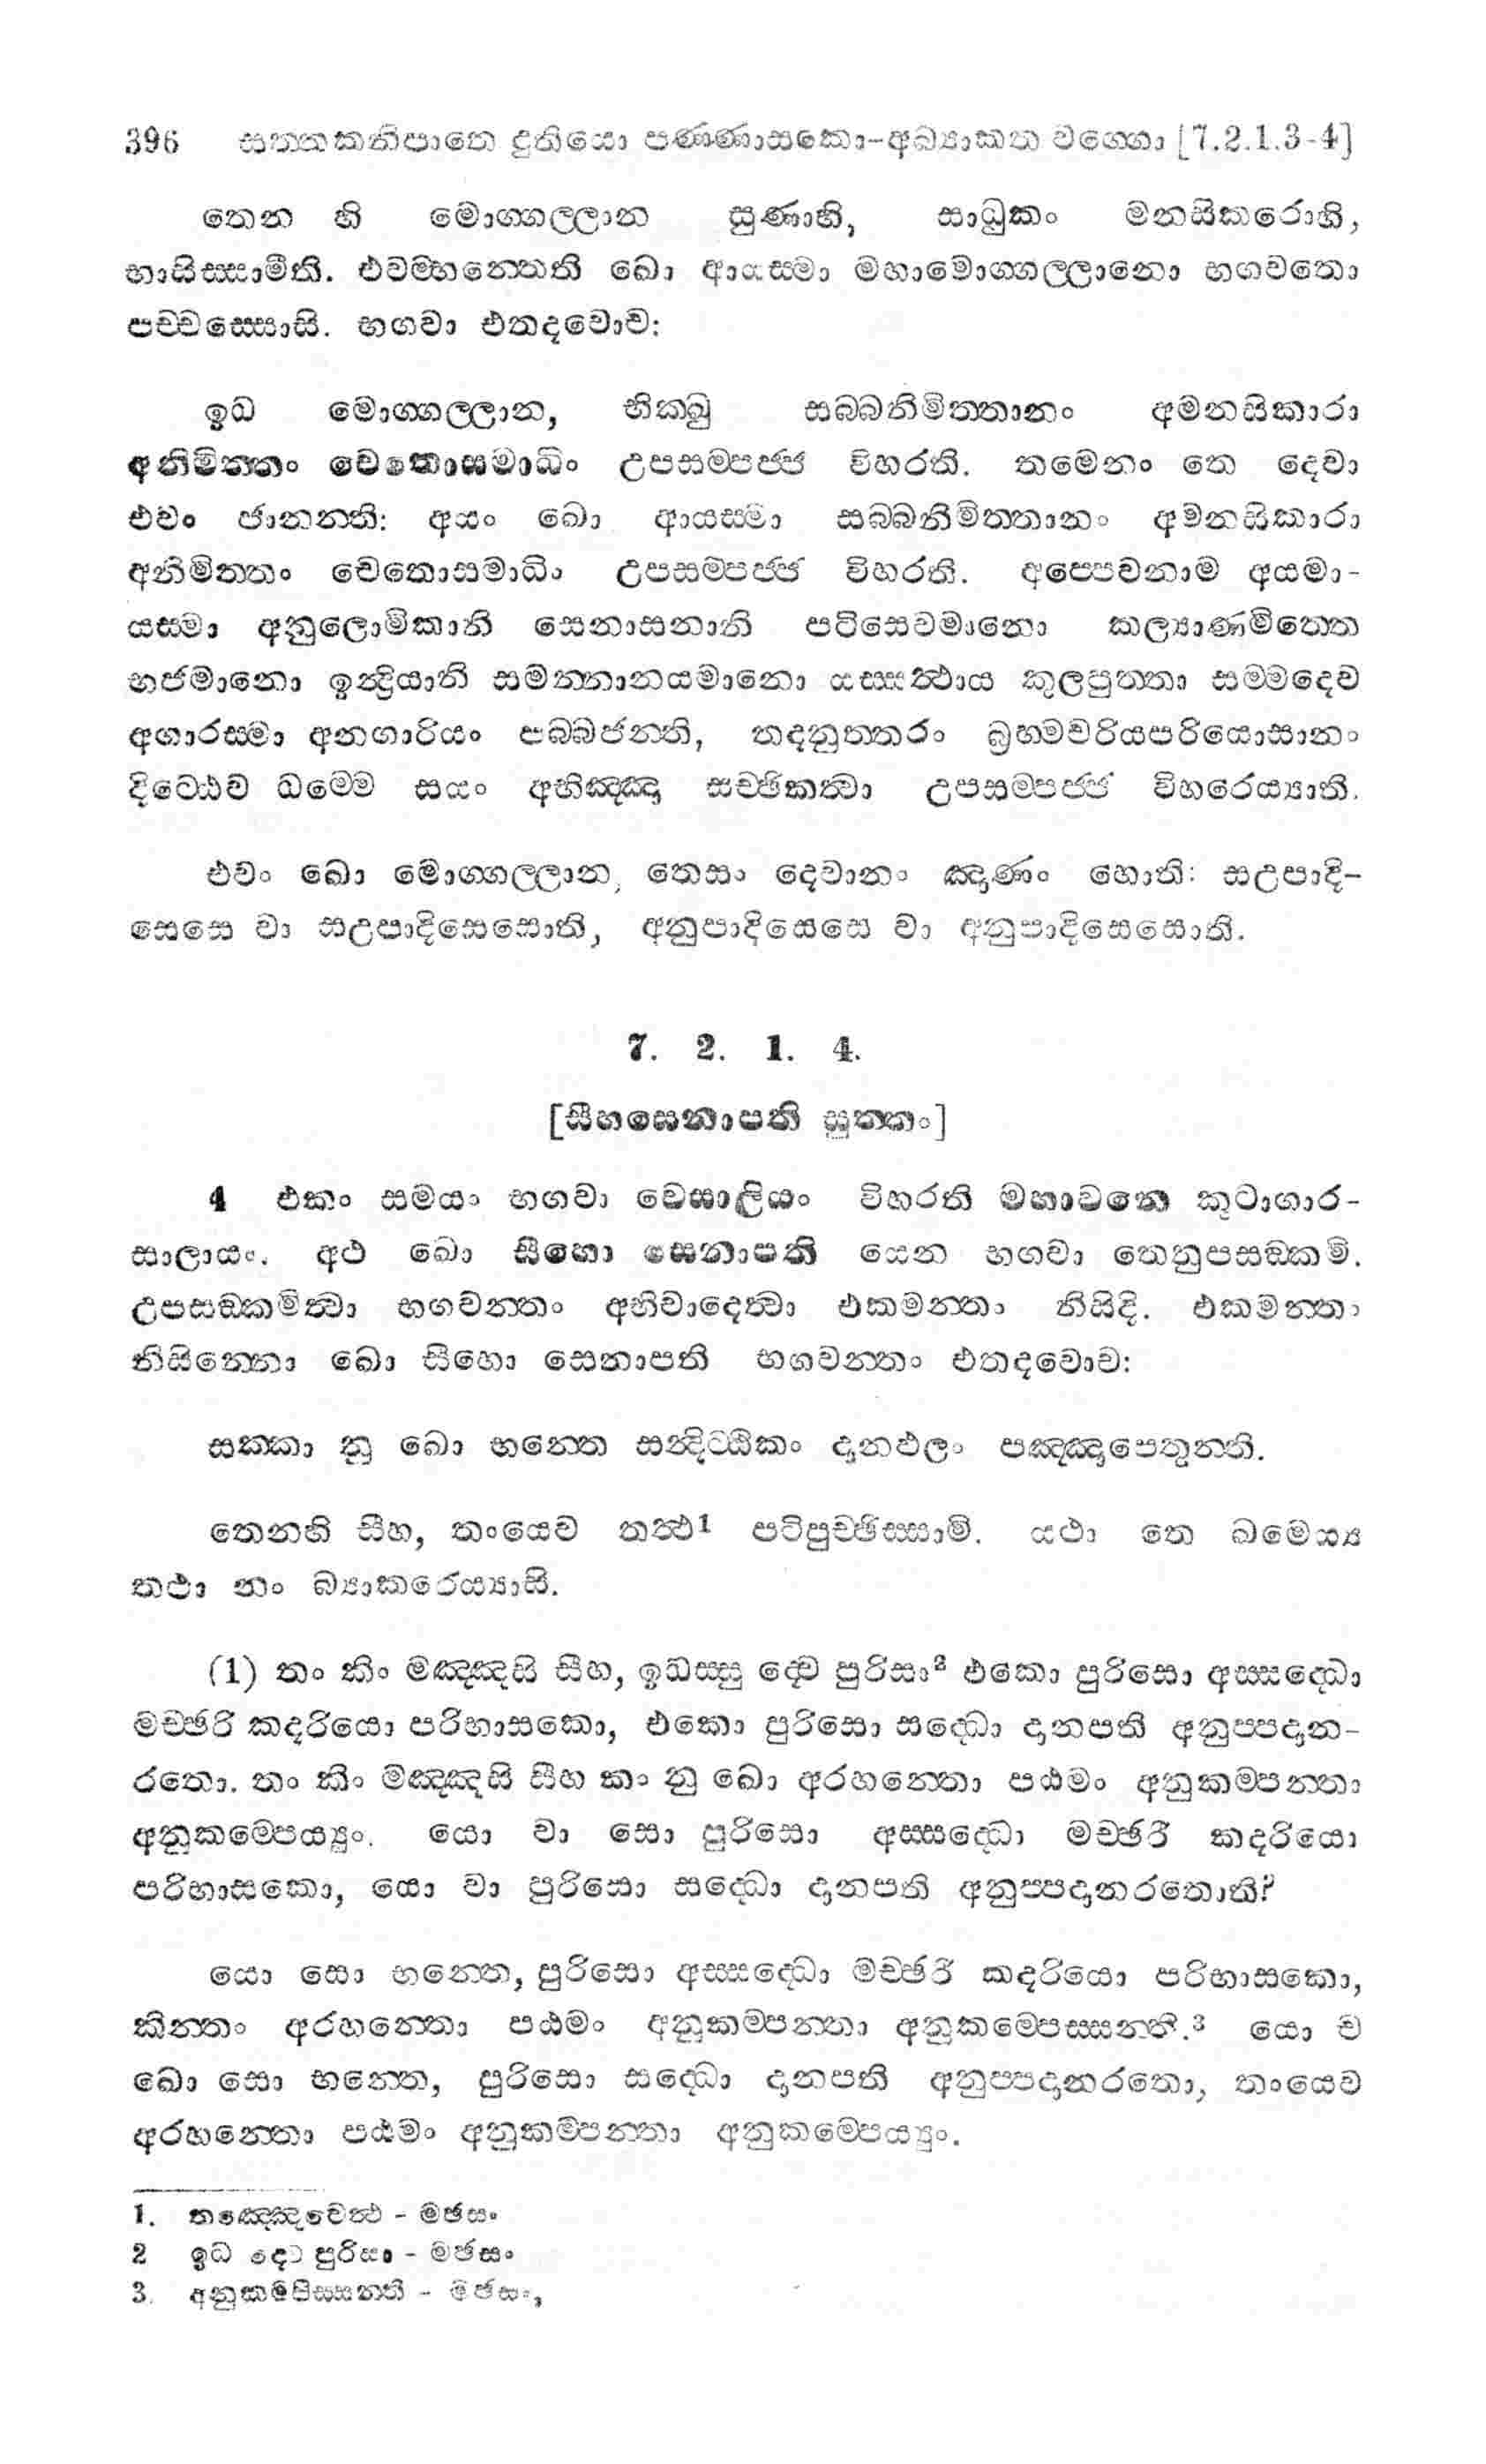 396 සත්තකනිපාතෙ දුතියො පණ්ණාසකො-අබ්‍යාකත වග්ගො [7.2.1.3-4]
තෙන හි මොග්ගල්ලාන සුණාහි, සාධුකං මනසිකරොහි,
භාසිස්සාමීති. එවම්භන්තෙති ඛො ආයස්මා මහාමොග්ගල්ලානො භගවතො
පච්චස්සොසි. භගවා එතදවොච:
ඉධ මොග්ගල්ලාන, භික්ඛු සබ්බනිමිත්තානං අමනසිකාරා
අනිමිත්තං චෙතොසමාධිං උපසම්පජ්ජ විහරති. තමෙනං තෙ දෙවා
එවං ජානන්ති: අයං ඛො ආයස්මා සබ්බනිමිත්තානං අමනසිකාරා
අනිමිත්තං චෙතොසමාධිං උපසම්පජ්ජ විහරති. අප්පෙවනාම අයමා-
යස්මා අනුලොමිකානි සෙනාසනානි පටිසෙවමානො කල්‍යාණමිත්තෙ
භජමානො ඉන්ද්‍රියානි සමන්නානයමානො යස්සත්ථාය කුලපුත්තා සම්මදෙව
අගාරස්මා අනගාරියං පබ්බජන්ති, තදනුත්තරං බ්‍රහ්මචරියපරියොසානං
දිට්ඨෙව ධම්මෙ සයං අභිඤ්ඤා සච්ඡිකත්වා උපසම්පජ්ජ විහරෙය්‍යාති.
එවං ඛො මොග්ගල්ලාන, තෙසං දෙවානං ඤාණං හොති: සඋපාදි-
සෙසෙ වා සඋපාදිසෙසොති, අනුපාදිසෙසෙ වා අනුපාදිසෙසොති.
7. 2. 1. 4.
[සීහසෙනාපති සුත්තං]
4 එකං සමයං භගවා වෙසාලියං විහරති මහාවනෙ කූටාගාර-
සාලායං. අථ ඛො සීහො සෙනාපති යෙන භගවා තෙනුපසඞ්කමි.
උපසඞ්කමිත්වා භගවන්තං අභිවාදෙත්වා එකමන්තං නිසීදි. එකමන්තං
නිසින්නො ඛො සීහො සෙනාපති භගවන්තං එතදවොච:
සක්කා නු ඛො භන්තෙ සන්දිට්ඨිකං දානඵලං පඤ්ඤාපෙතුන්ති.
තෙනහි සීහ, තංයෙව තත්ථ1 පටිපුච්ඡිස්සාමි. යථා තෙ ඛමෙය්‍ය
තථා නං බ්‍යාකරෙය්‍යාසි.
(1) තං කිං මඤ්ඤසි සීහ, ඉධස්සු ද්වෙ පුරිසා2 එකො පුරිසො අස්සද්ධො
මච්ඡරී කදරියො පරිභාසකො, එකො පුරිසො සද්ධො දානපති අනුප්පදාන-
රතො. තං කිං මඤ්ඤසි සීහ කං නු ඛො අරහන්තො පඨමං අනුකම්පන්තා
අනුකම්පෙය්‍යුං. යො වා සො පුරිසො අස්සද්ධො මච්ඡරී කදරියො
පරිභාසකො, යො වා පුරිසො සද්ධො දානපති අනුප්පදානරතොති?
යො සො භන්තෙ, පුරිසො අස්සද්ධො මච්ඡරී කදරියො පරිභාසකො,
කින්තං අරහන්තො පඨමං අනුකම්පන්තා අනුකම්පෙස්සන්ති.3 යො ච
ඛො සො භන්තෙ, පුරිසො සද්ධො දානපති අනුප්පදානරතො, තංයෙව
අරහන්තො පඨමං අනුකම්පන්තා අනුකම්පෙය්‍යුං.
1. තඤ්ඤෙවෙත්ථ - මඡසං
2 ඉධ ද්වෙ පුරිසා - මඡසං
3. අනුකම්පිස්සන්ති - මඡසං,